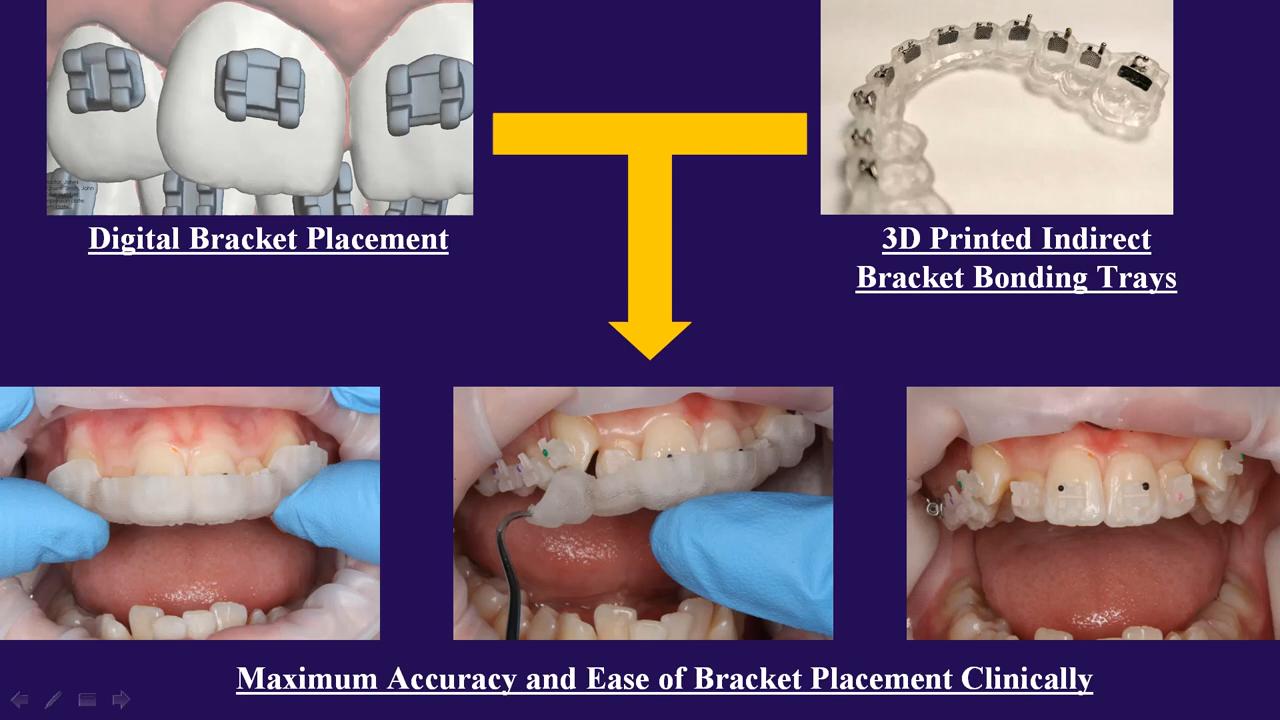 Digital Bracket Placement
3D Printed Indirect
Bracket Bonding Trays
Maximum Accuracy and Ease of Bracket Placement Clinically